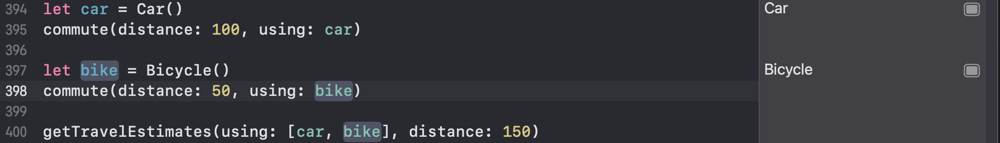 394 let car = Car() Car
395 commute(distance: 100, using: car)
396
397 let bike = Bicycle() Bicycle
398 commute(distance: 50, using: bike)
399
400 getTravelEstimates(using: [car, bike], distance: 150)